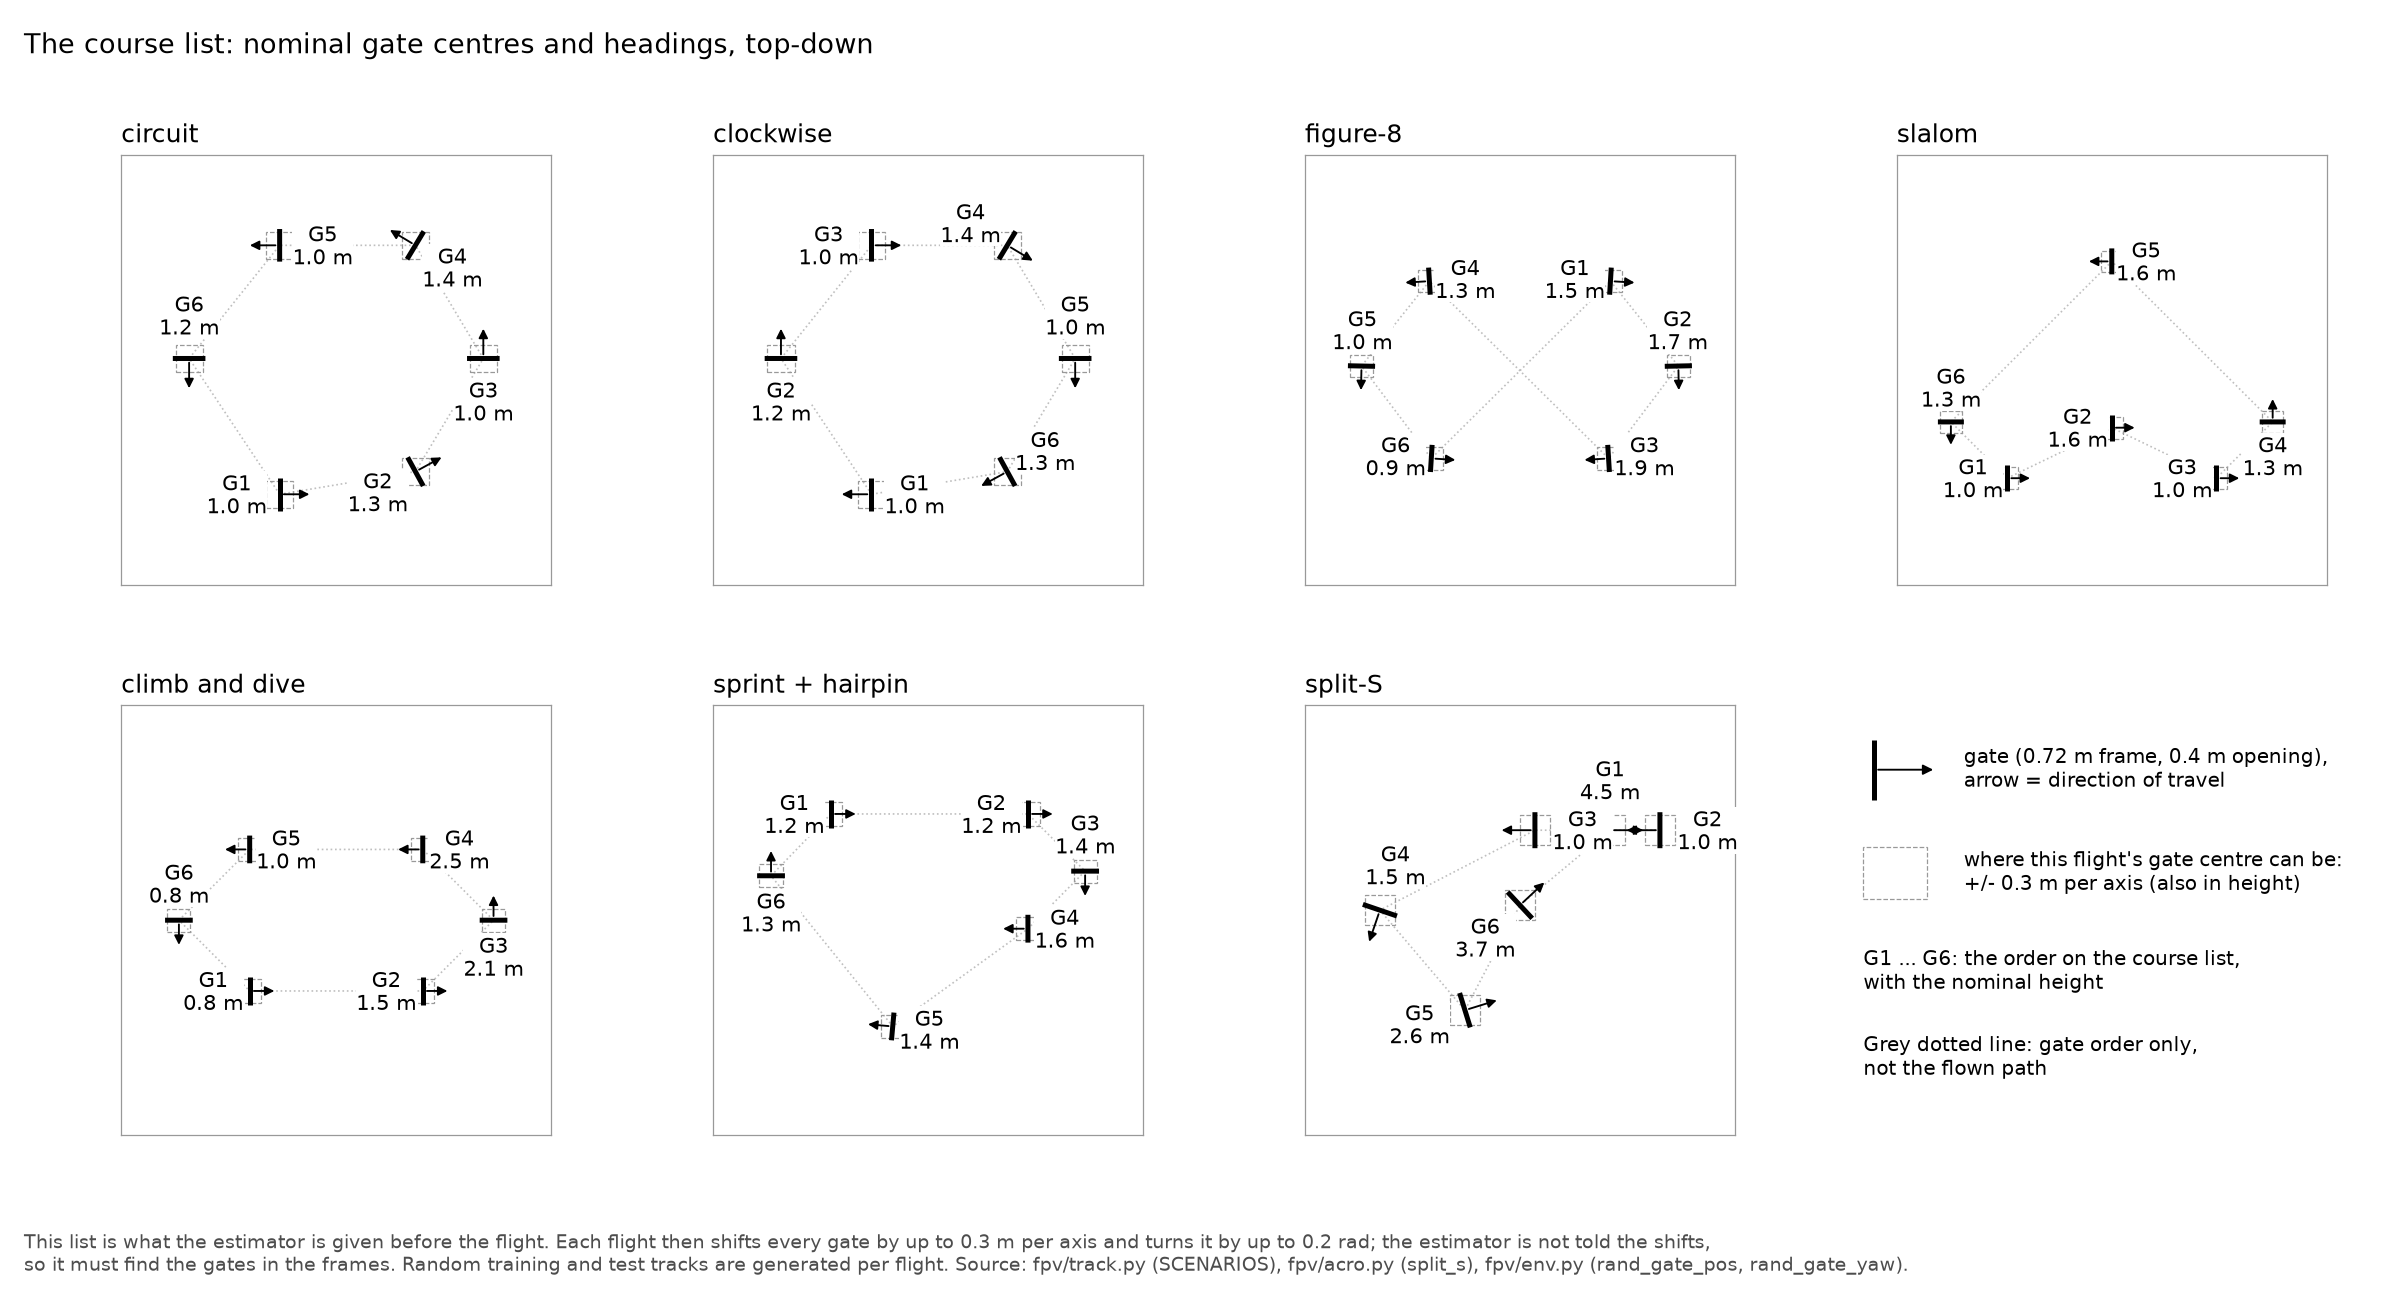 The course list: nominal gate centres and headings, top-down
circuit
G5
1.0 m
G4
1.4 m
G6
1.2 m
G3
1.0 m
G1
1.0 m
G2
1.3 m
clockwise
G3
1.0 m
G4
1.4 m
G5
1.0 m
G2
1.2 m
G6
1.3 m
G1
1.0 m
figure-8
G4
1.3 m
G1
1.5 m
G5
1.0 m
G2
1.7 m
G6
0.9 m
G3
1.9 m
slalom
G5
1.6 m
G6
1.3 m
G2
1.6 m
G4
1.3 m
G1
1.0 m
G3
1.0 m
climb and dive
G5
1.0 m
G4
2.5 m
G6
0.8 m
G3
2.1 m
G1
0.8 m
G2
1.5 m
sprint + hairpin
G1
1.2 m
G2
1.2 m
G3
1.4 m
G6
1.3 m
G4
1.6 m
G5
1.4 m
split-S
G1
4.5 m
G3
1.0 m
G2
1.0 m
G4
1.5 m
G6
3.7 m
G5
2.6 m
gate (0.72 m frame, 0.4 m opening),
arrow = direction of travel
where this flight's gate centre can be:
+/- 0.3 m per axis (also in height)
G1 ... G6: the order on the course list,
with the nominal height
Grey dotted line: gate order only,
not the flown path
This list is what the estimator is given before the flight. Each flight then shifts every gate by up to 0.3 m per axis and turns it by up to 0.2 rad; the estimator is not told the shifts,
so it must find the gates in the frames. Random training and test tracks are generated per flight. Source: fpv/track.py (SCENARIOS), fpv/acro.py (split_s), fpv/env.py (rand_gate_pos, rand_gate_yaw).